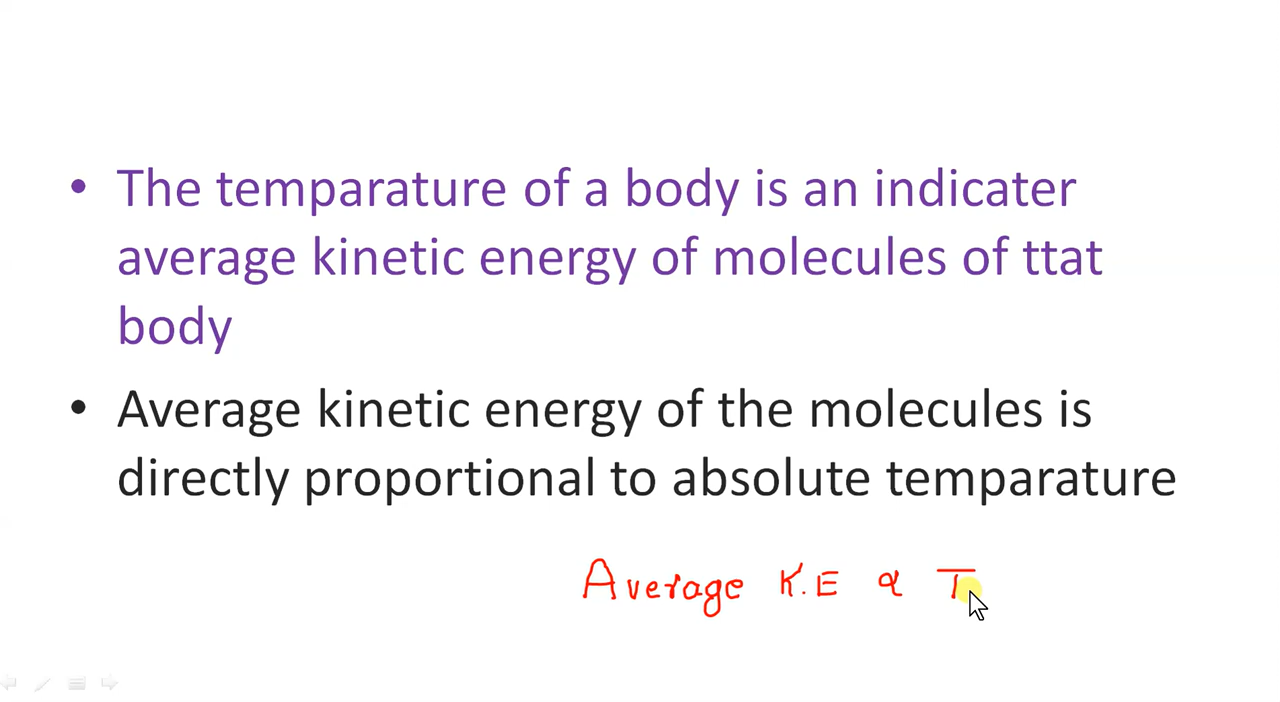 • The temparature of a body is an indicater
average kinetic energy of molecules of ttat
body
• Average kinetic energy of the molecules is
directly proportional to absolute temparature
Average K.E ∝ T